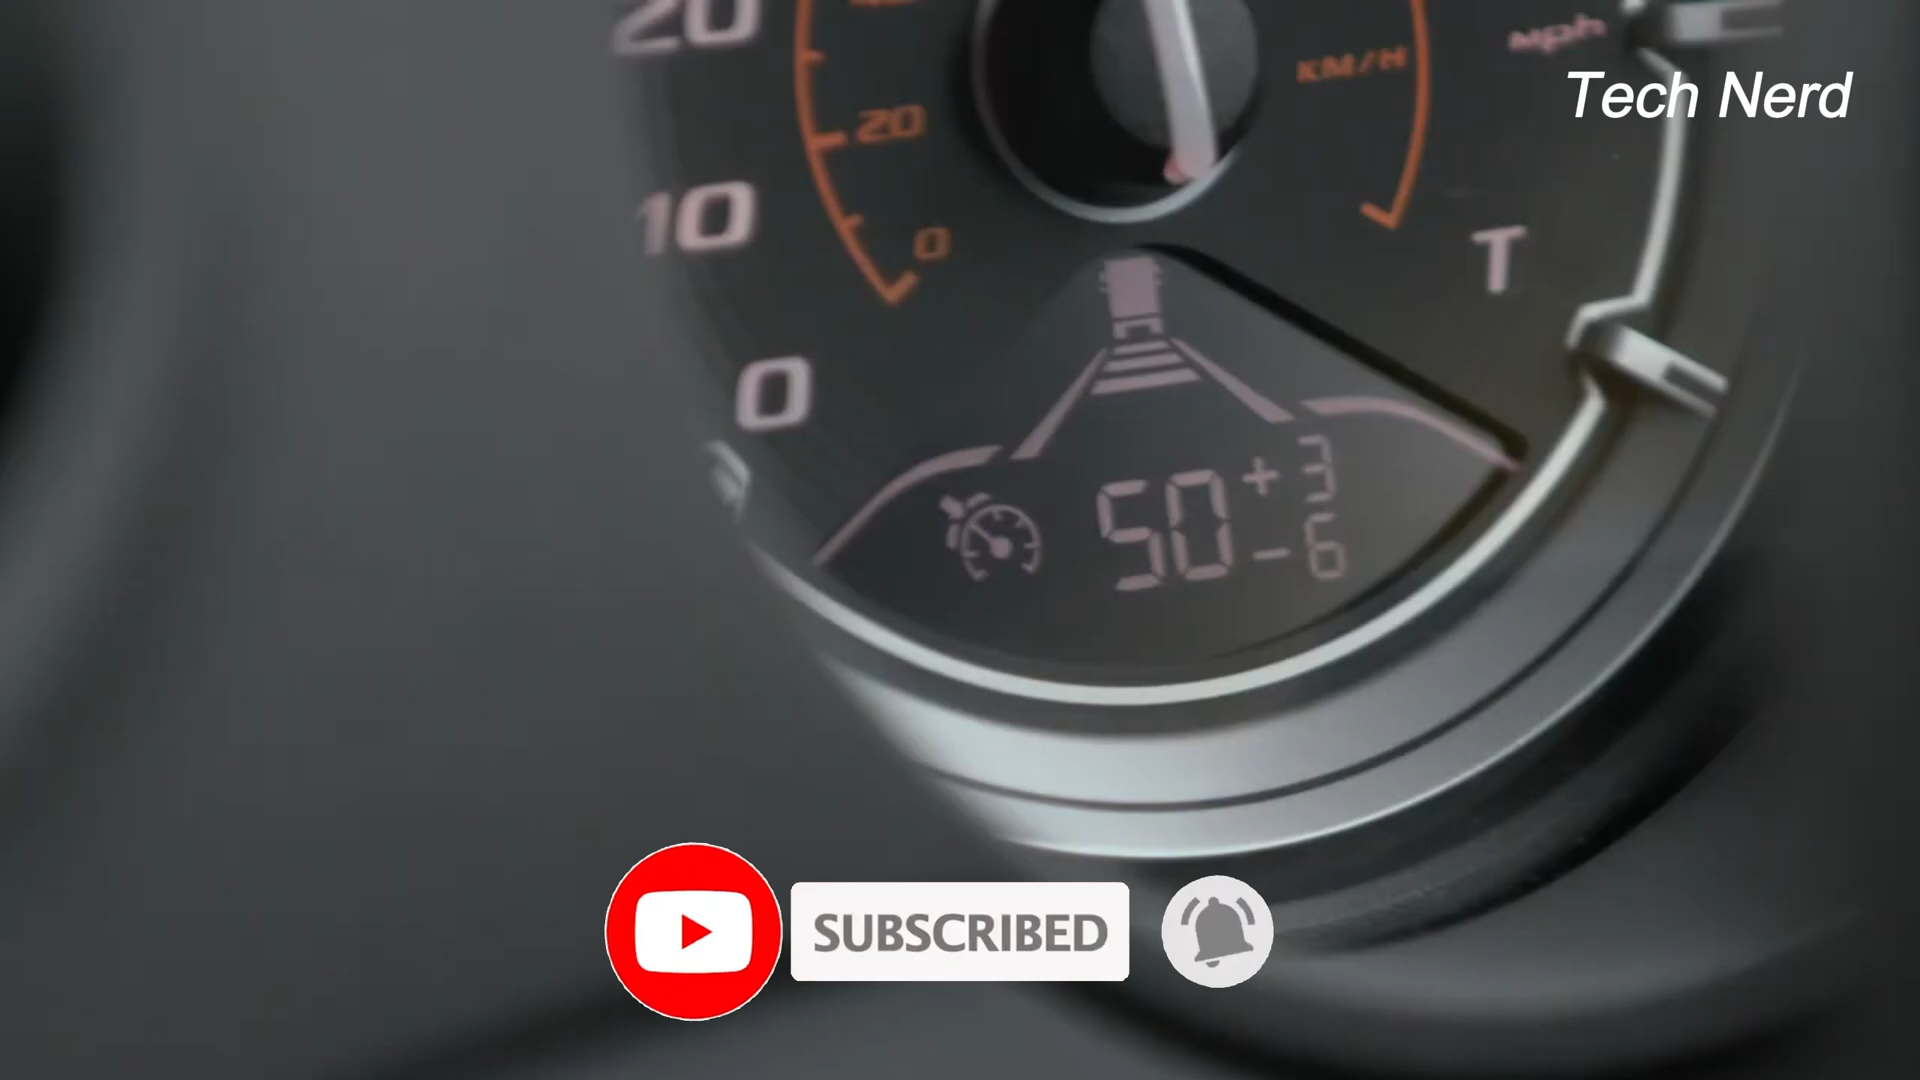 20
Mph
KM/H
Tech Nerd
20
10
0
T
0
50 + 3
- 6
SUBSCRIBED